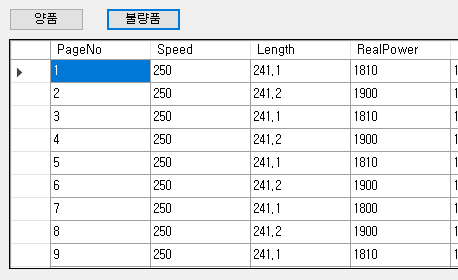 양품 불량품
PageNo Speed Length RealPower
1 250 241.1 1810
2 250 241.2 1900
3 250 241.1 1810
4 250 241.2 1900
5 250 241.1 1810
6 250 241.2 1900
7 250 241.1 1800
8 250 241.2 1900
9 250 241.1 1810